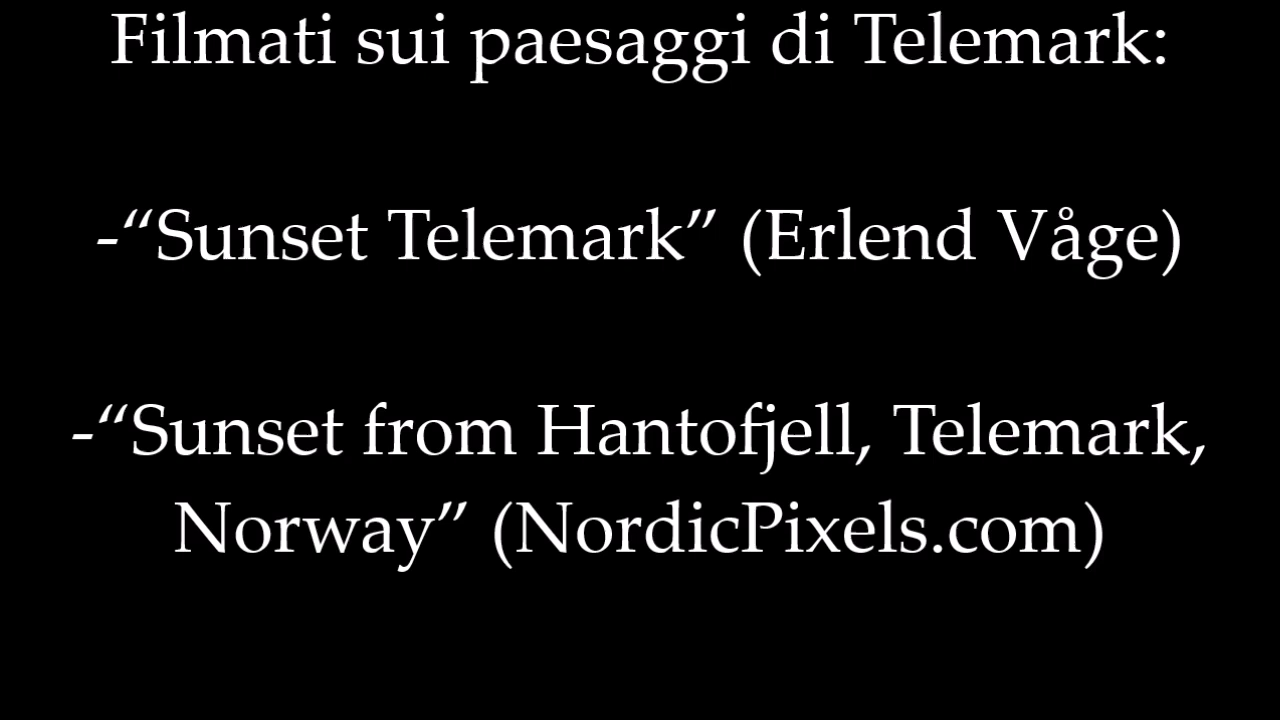 Filmati sui paesaggi di Telemark:
-“Sunset Telemark” (Erlend Våge)
-“Sunset from Hantofjell, Telemark,
Norway” (NordicPixels.com)